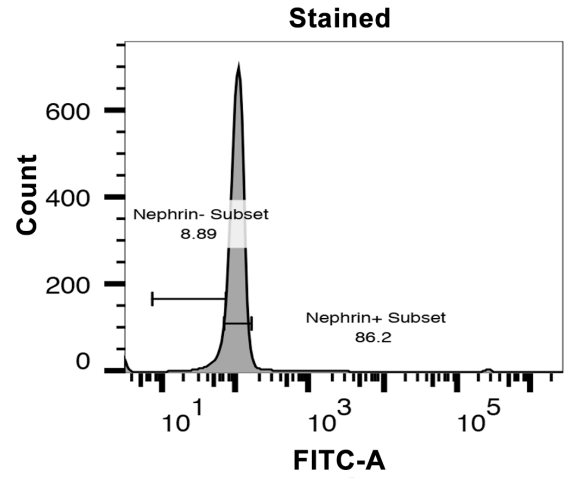 Stained
Count
600
400
200
0
Nephrin- Subset
8.89
Nephrin+ Subset
86.2
10^1
10^3
10^5
FITC-A